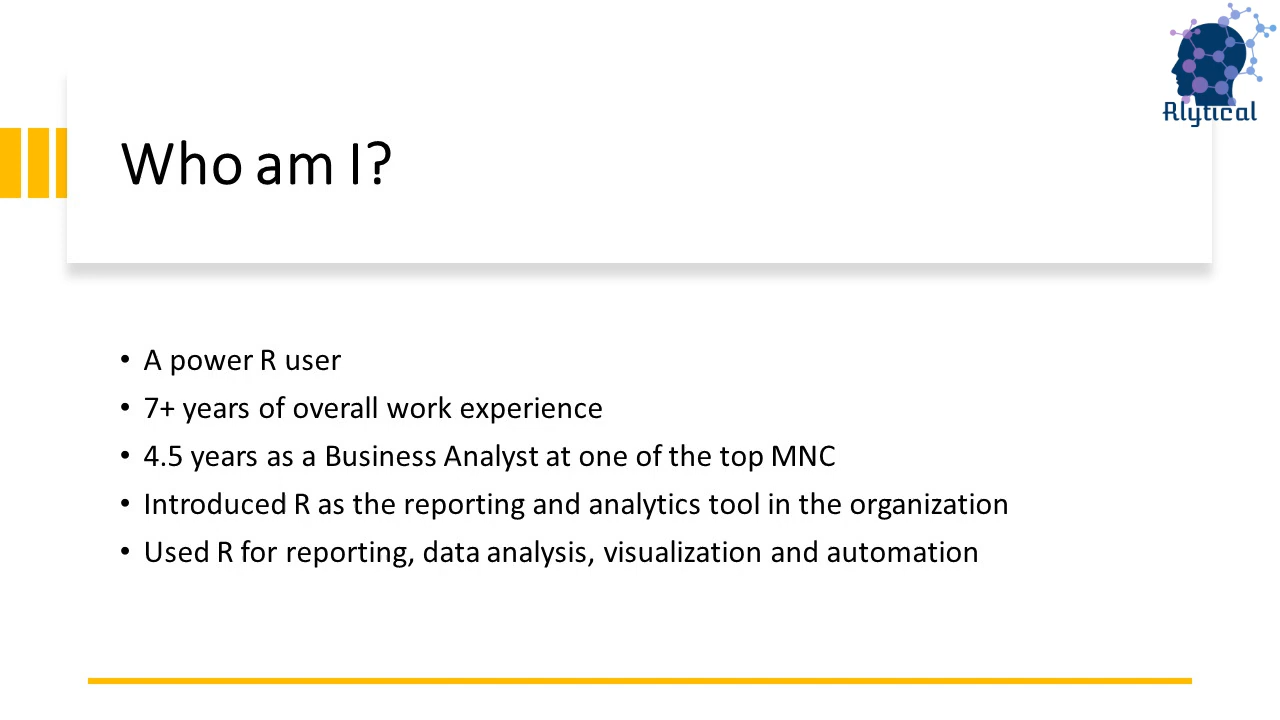 Alytical
Who am I?
• A power R user
• 7+ years of overall work experience
• 4.5 years as a Business Analyst at one of the top MNC
• Introduced R as the reporting and analytics tool in the organization
• Used R for reporting, data analysis, visualization and automation